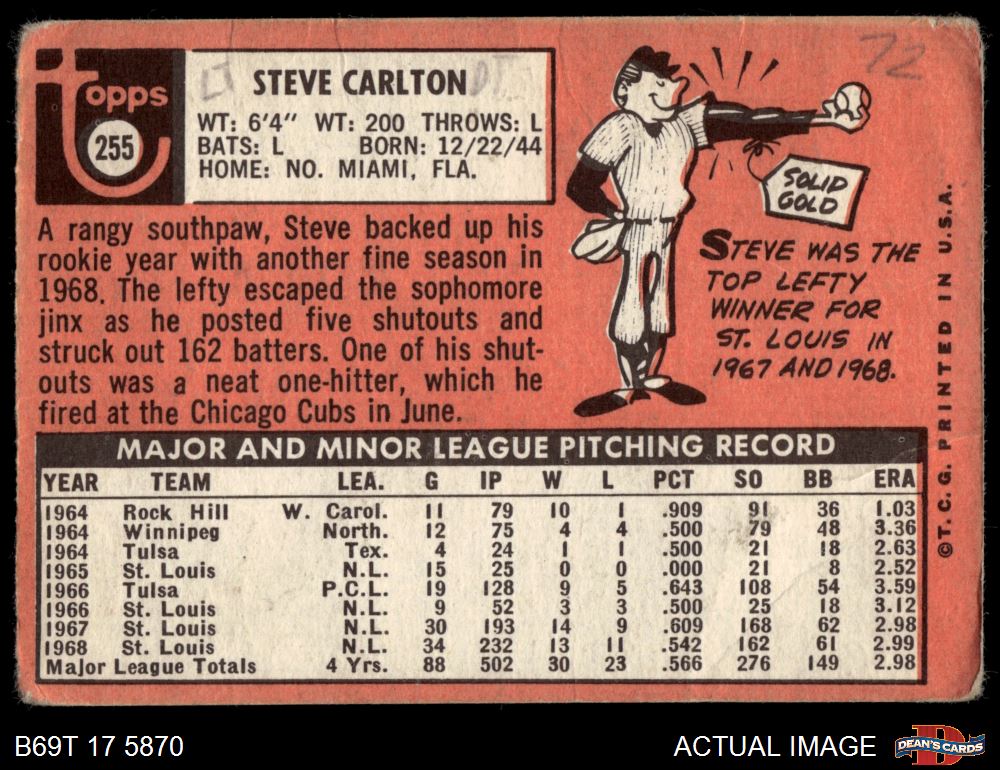 Topps
255
STEVE CARLTON
WT: 6'4" WT: 200 THROWS: L
BATS: L BORN: 12/22/44
HOME: NO. MIAMI, FLA.
72
A rangy southpaw, Steve backed up his
rookie year with another fine season in
1968. The lefty escaped the sophomore
jinx as he posted five shutouts and
struck out 162 batters. One of his shut-
outs was a neat one-hitter, which he
fired at the Chicago Cubs in June.
SOLID
GOLD
STEVE WAS THE
TOP LEFTY
WINNER FOR
ST. LOUIS IN
1967 AND 1968.
©T.C.G. PRINTED IN U.S.A.
MAJOR AND MINOR LEAGUE PITCHING RECORD
YEAR TEAM LEA. G IP W L PCT SO BB ERA
1964 Rock Hill W. Carol. 11 79 10 1 .909 91 36 1.03
1964 Winnipeg North. 12 75 4 4 .500 79 48 3.36
1964 Tulsa Tex. 4 24 1 1 .500 21 18 2.63
1965 St. Louis N.L. 15 25 0 0 .000 21 8 2.52
1966 Tulsa P.C.L. 19 128 9 5 .643 108 54 3.59
1966 St. Louis N.L. 9 52 3 3 .500 25 18 3.12
1967 St. Louis N.L. 30 193 14 9 .609 168 62 2.98
1968 St. Louis N.L. 34 232 13 11 .542 162 61 2.99
Major League Totals 4 Yrs. 88 502 30 23 .566 276 149 2.98
B69T 17 5870
ACTUAL IMAGE
DEAN'S CARDS